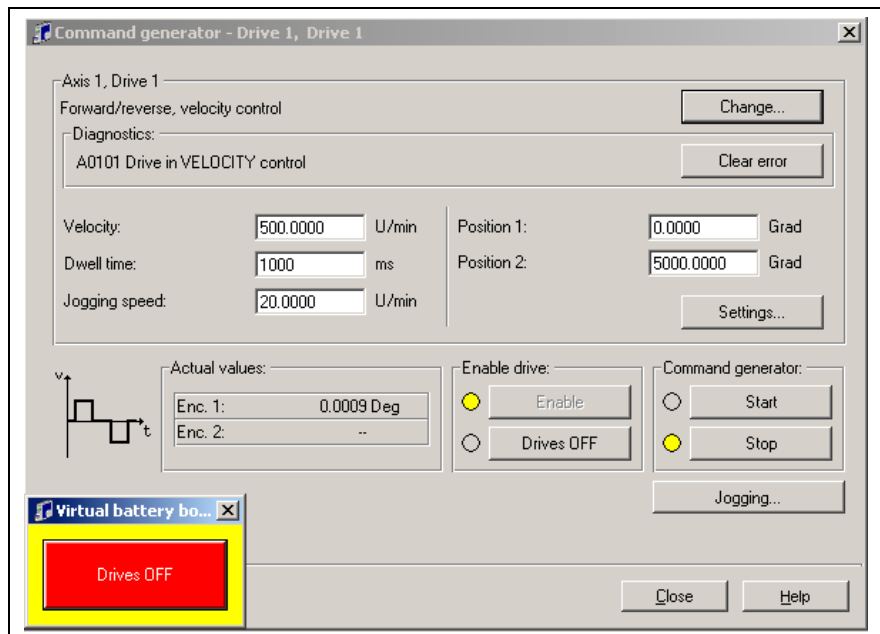 Command generator - Drive 1, Drive 1
Axis 1, Drive 1
Forward/reverse, velocity control
Change...
Diagnostics:
A0101 Drive in VELOCITY control
Clear error
Velocity: 500.0000 U/min Position 1: 0.0000 Grad
Dwell time: 1000 ms Position 2: 5000.0000 Grad
Jogging speed: 20.0000 U/min
Settings...
v
t
Actual values:
Enc. 1: 0.0009 Deg
Enc. 2: --
Enable drive:
Enable
Drives OFF
Command generator:
Start
Stop
Jogging...
Virtual battery bo...
Drives OFF
Close
Help